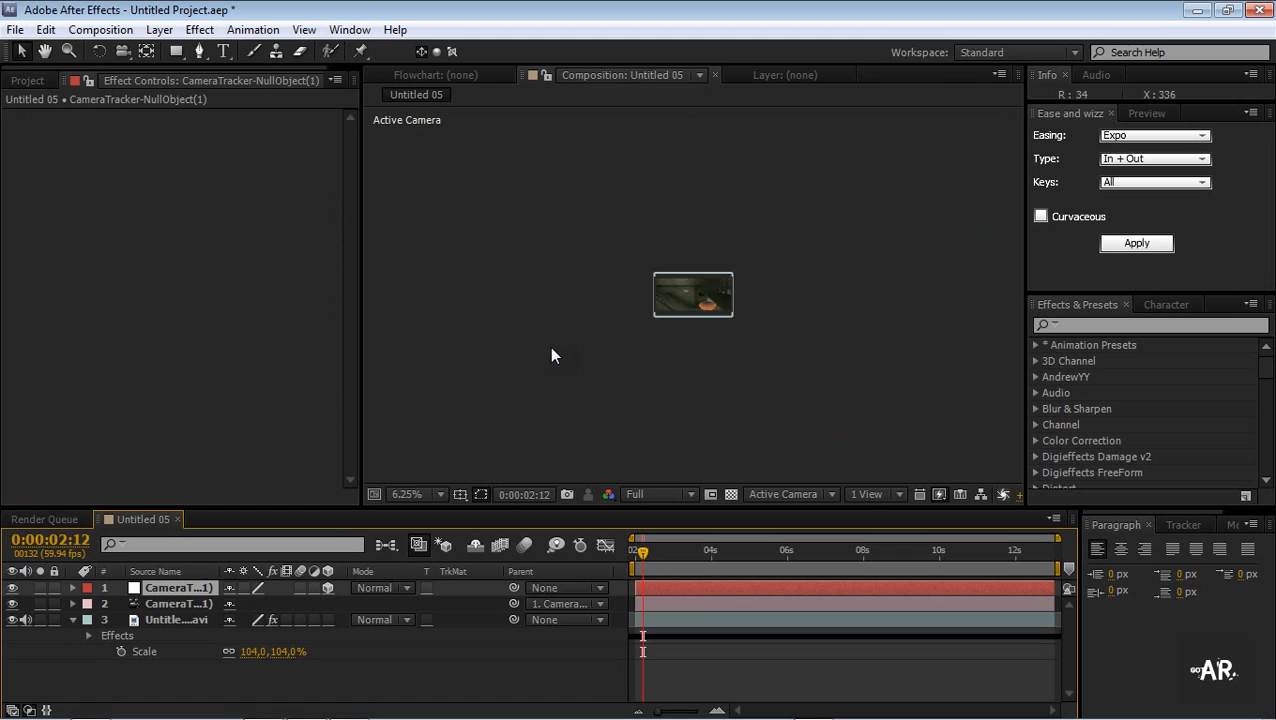 Adobe After Effects - Untitled Project.aep *
File Edit Composition Layer Effect Animation View Window Help
Workspace: Standard Search Help
Project Effect Controls: CameraTracker-NullObject(1) Flowchart: (none) Composition: Untitled 05 Layer: (none) Info Audio
Untitled 05 • CameraTracker-NullObject(1) Untitled 05 R : 34 X : 336
Active Camera
Ease and wizz Preview
Easing: Expo
Type: In + Out
Keys: All
Curvaceous
Apply
Effects & Presets Character
* Animation Presets
3D Channel
AndrewYY
Audio
Blur & Sharpen
Channel
Color Correction
Digieffects Damage v2
Digieffects FreeForm
6.25% 0:00:02:12 Full Active Camera 1 View
Render Queue Untitled 05 Paragraph Tracker
0:00:02:12
00132 (59.94 fps)
04s 06s 08s 10s 12s
# Source Name Mode T TrkMat Parent
1 CameraT...1) Normal None
2 CameraT...1) 1. Camera...
3 Untitle....avi Normal None
Effects
Scale 104,0,104,0%
0 px 0 px 0 px
0 px 0 px
GOT AR.